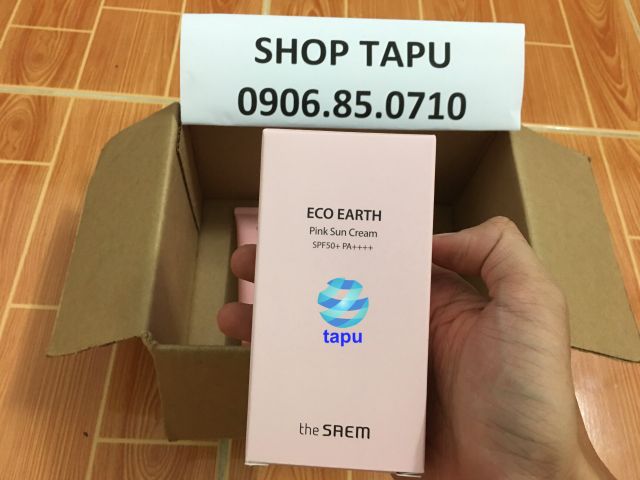 SHOP TAPU
0906.85.0710
ECO EARTH
Pink Sun Cream
SPF50+ PA++++
tapu
the SAEM